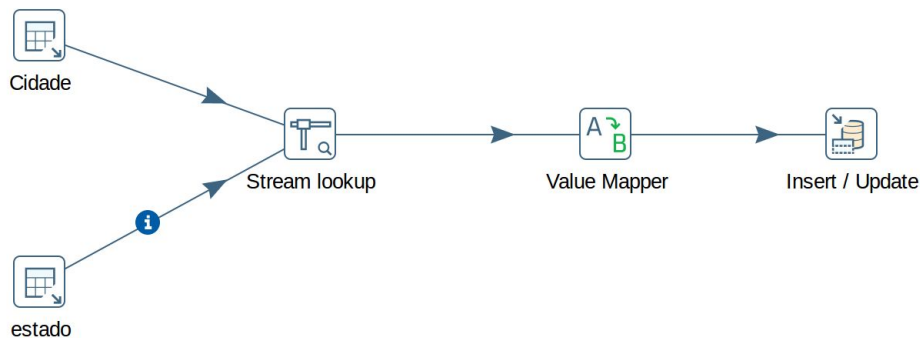 Cidade
A
B
Stream lookup
Value Mapper
Insert / Update
i
estado